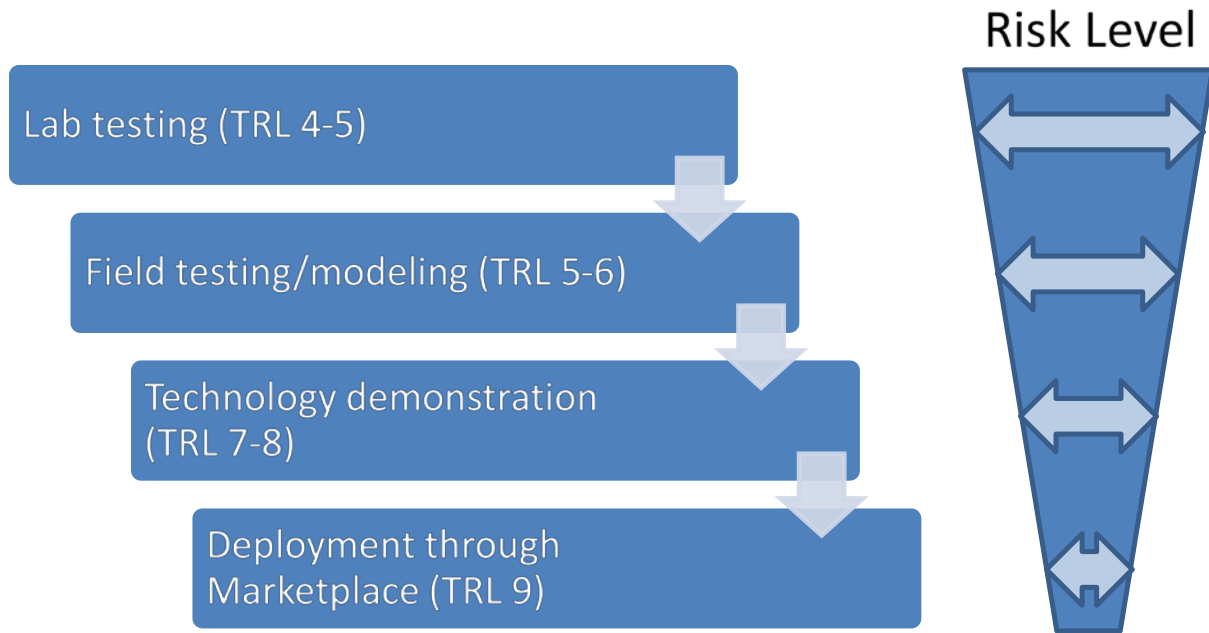 Risk Level
Lab testing (TRL 4-5)
Field testing/modeling (TRL 5-6)
Technology demonstration
(TRL 7-8)
Deployment through
Marketplace (TRL 9)